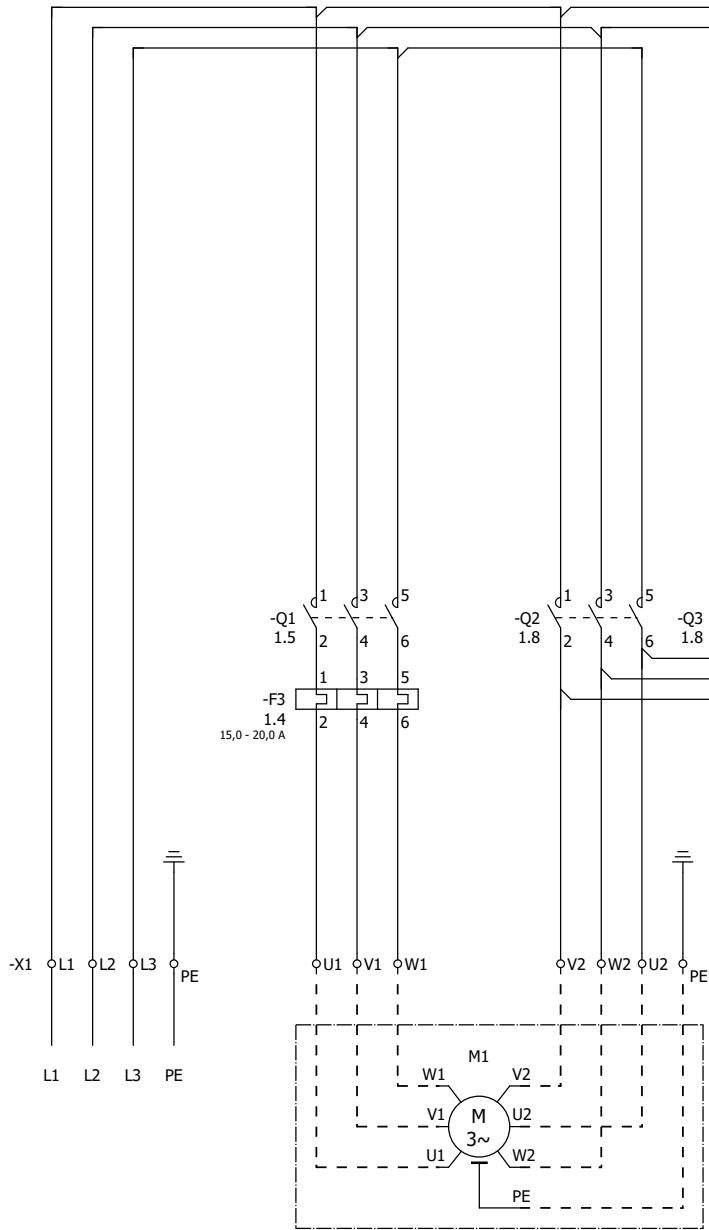 1 3 5 1 3 5
-Q1 -Q2 -Q3
1.5 2 4 6 1.8 2 4 6 1.8
1 3 5
-F3
1.4 2 4 6
15,0 - 20,0 A
-X1 L1 L2 L3 PE U1 V1 W1 V2 W2 U2 PE
M1
L1 L2 L3 PE W1 V2
V1 M U2
3~
U1 W2
PE